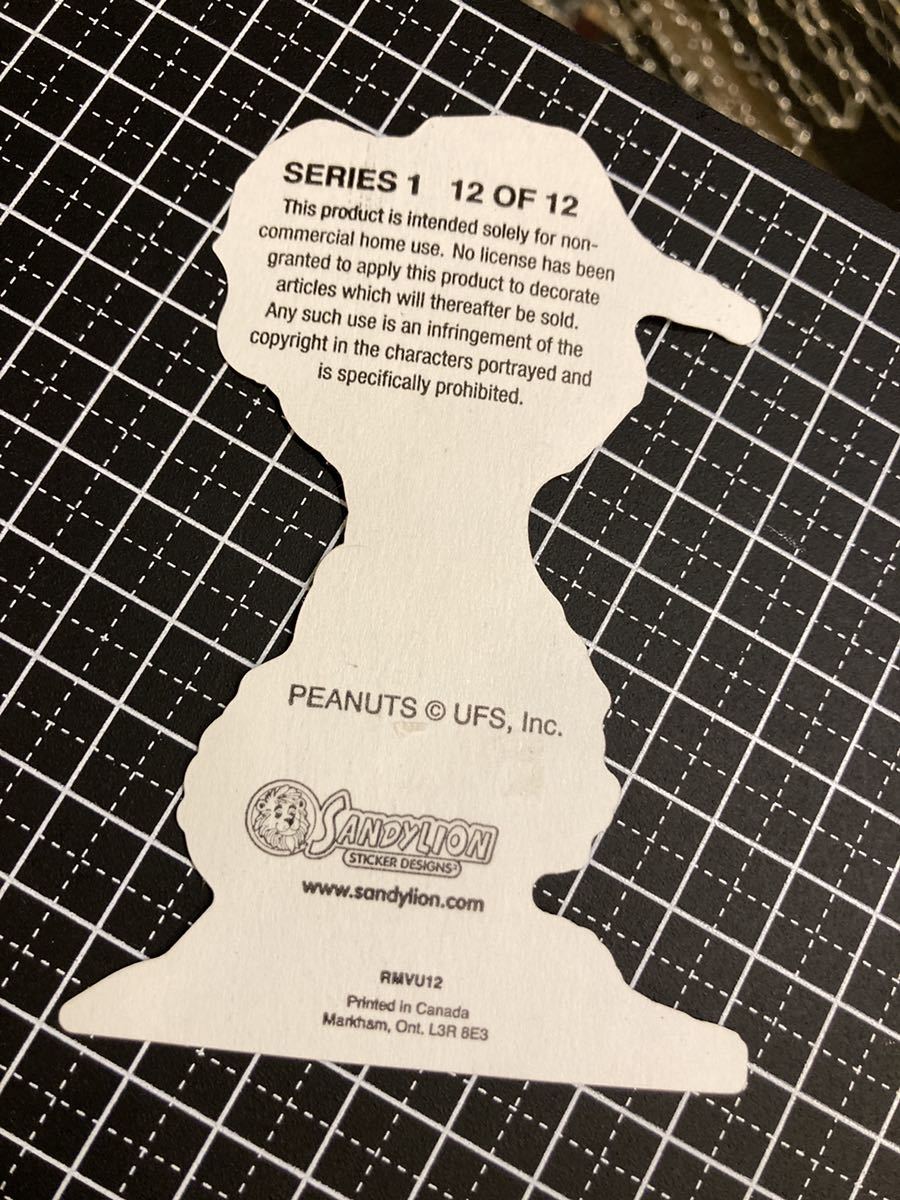 SERIES 1 12 OF 12
This product is intended solely for non-
commercial home use. No license has been
granted to apply this product to decorate
articles which will thereafter be sold.
Any such use is an infringement of the
copyright in the characters portrayed and
is specifically prohibited.
PEANUTS © UFS, Inc.
SANDYLION
STICKER DESIGNS
www.sandylion.com
RMVU12
Printed in Canada
Markham, Ont. L3R 8E3